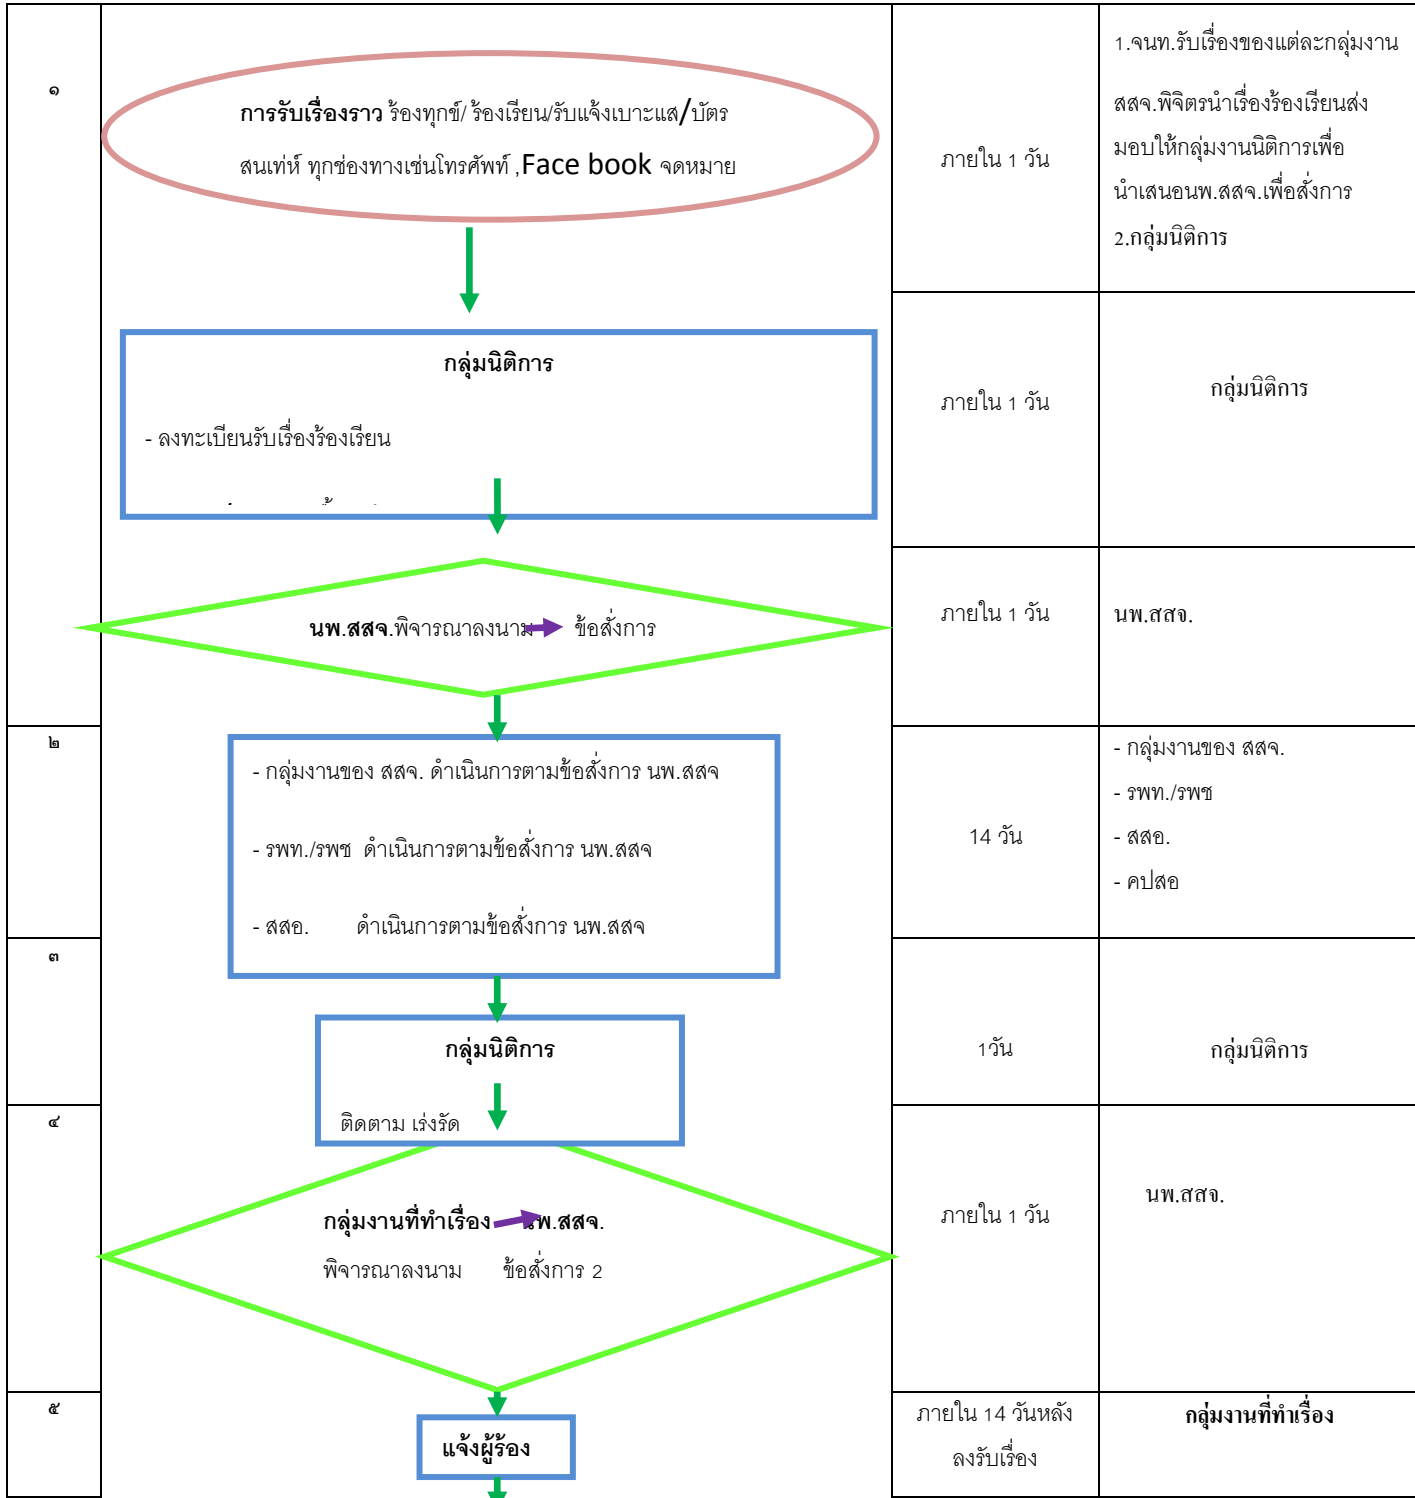 ๑
การรับเรื่องราว ร้องทุกข์/ ร้องเรียน/รับแจ้งเบาะแส/บัตร
สนเท่ห์ ทุกช่องทางเช่นโทรศัพท์ ,Face book จดหมาย
ภายใน 1 วัน
1.จนท.รับเรื่องของแต่ละกลุ่มงาน
สสจ.พิจิตรนำเรื่องร้องเรียนส่ง
มอบให้กลุ่มงานนิติการเพื่อ
นำเสนอนพ.สสจ.เพื่อสั่งการ
2.กลุ่มนิติการ
กลุ่มนิติการ
- ลงทะเบียนรับเรื่องร้องเรียน
ภายใน 1 วัน
กลุ่มนิติการ
นพ.สสจ.พิจารณาลงนาม ข้อสั่งการ
ภายใน 1 วัน
นพ.สสจ.
๒
- กลุ่มงานของ สสจ. ดำเนินการตามข้อสั่งการ นพ.สสจ
- รพท./รพช ดำเนินการตามข้อสั่งการ นพ.สสจ
- สสอ. ดำเนินการตามข้อสั่งการ นพ.สสจ
14 วัน
- กลุ่มงานของ สสจ.
- รพท./รพช
- สสอ.
- คปสอ
๓
กลุ่มนิติการ
ติดตาม เร่งรัด
1วัน
กลุ่มนิติการ
๔
กลุ่มงานที่ทำเรื่อง นพ.สสจ.
พิจารณาลงนาม ข้อสั่งการ 2
ภายใน 1 วัน
นพ.สสจ.
๕
แจ้งผู้ร้อง
ภายใน 14 วันหลัง
ลงรับเรื่อง
กลุ่มงานที่ทำเรื่อง